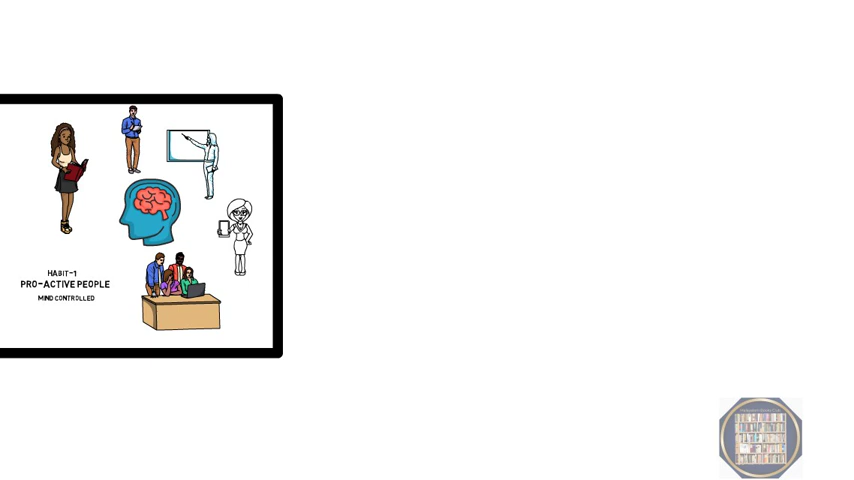 HABIT-1
PRO-ACTIVE PEOPLE
MIND CONTROLLED